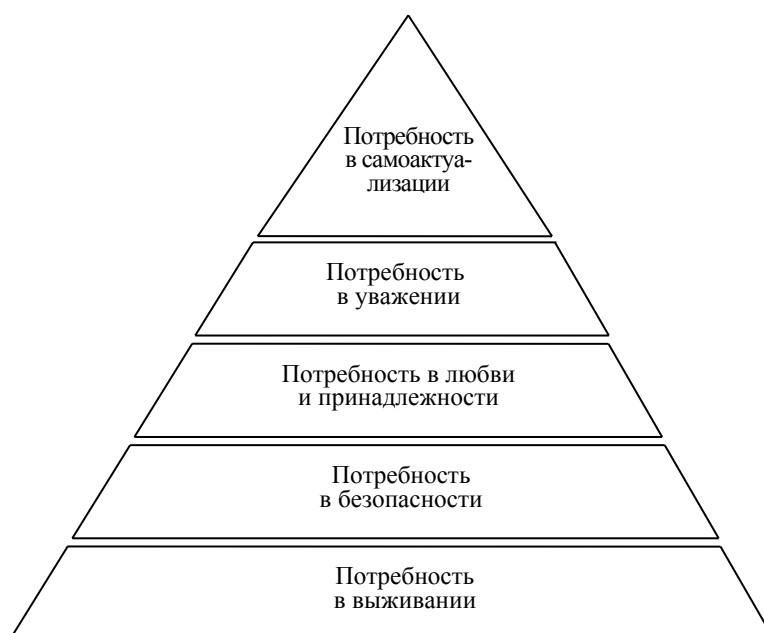 Потребность
в самоактуа-
лизации
Потребность
в уважении
Потребность в любви
и принадлежности
Потребность
в безопасности
Потребность
в выживании